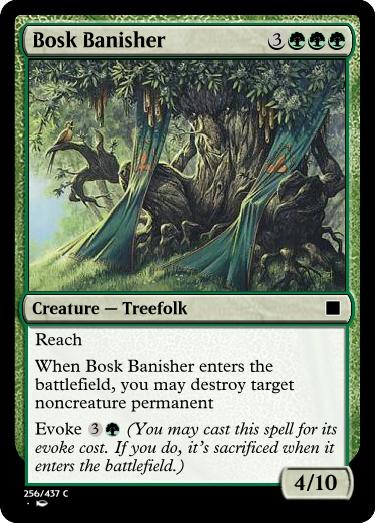 Bosk Banisher 3
Creature — Treefolk
Reach
When Bosk Banisher enters the
battlefield, you may destroy target
noncreature permanent
Evoke 3 (You may cast this spell for its
evoke cost. If you do, it's sacrificed when it
enters the battlefield.)
4/10
256/437 C